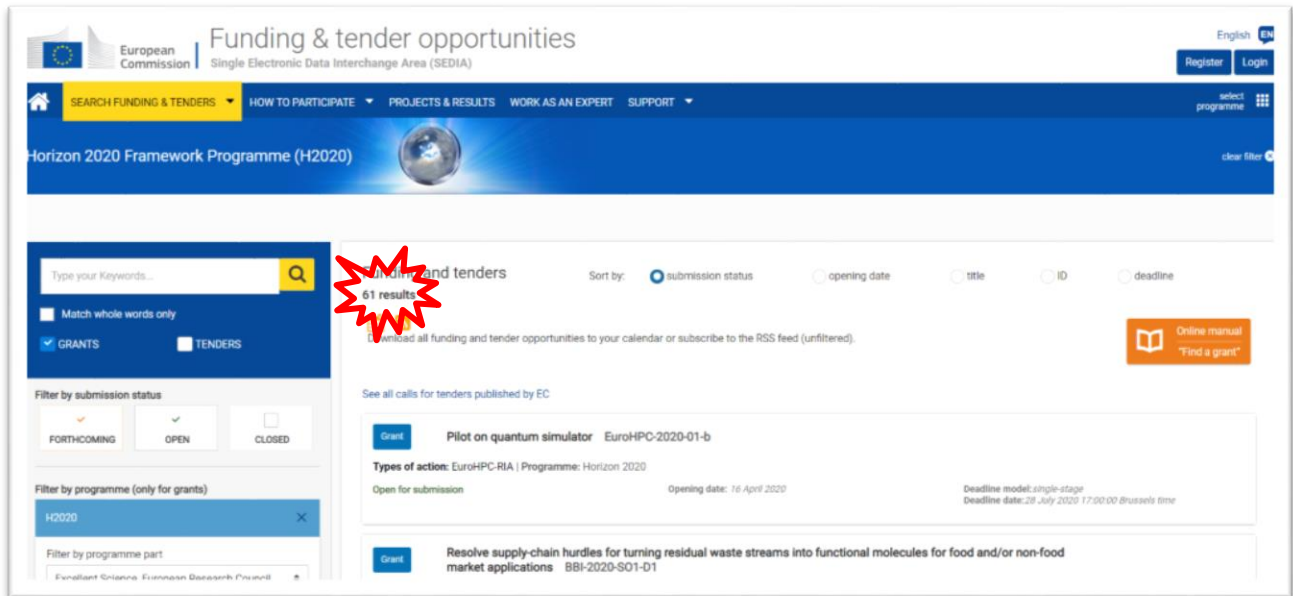 European Commission
Funding & tender opportunities
Single Electronic Data Interchange Area (SEDIA)
English EN
Register Login
SEARCH FUNDING & TENDERS HOW TO PARTICIPATE PROJECTS & RESULTS WORK AS AN EXPERT SUPPORT
select programme
Horizon 2020 Framework Programme (H2020)
clear filter
Type your Keywords...
Match whole words only
GRANTS TENDERS
Filter by submission status
FORTHCOMING OPEN CLOSED
Filter by programme (only for grants)
H2020
Filter by programme part
Excellent Science, European Research Council
Funding and tenders
Sort by: submission status opening date title ID deadline
61 results
Download all funding and tender opportunities to your calendar or subscribe to the RSS feed (unfiltered).
Online manual
"Find a grant"
See all calls for tenders published by EC
Grant Pilot on quantum simulator EuroHPC-2020-01-b
Types of action: EuroHPC-RIA | Programme: Horizon 2020
Open for submission Opening date: 16 April 2020 Deadline model:single-stage
Deadline date:28 July 2020 17:00:00 Brussels time
Grant Resolve supply-chain hurdles for turning residual waste streams into functional molecules for food and/or non-food
market applications BBI-2020-SO1-D1